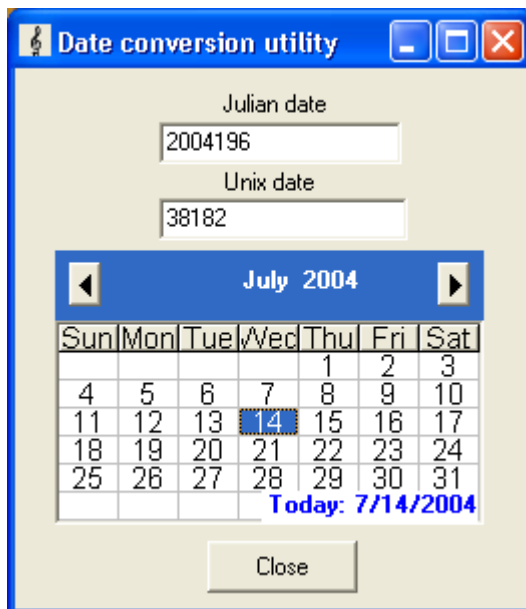 Date conversion utility
Julian date
2004196
Unix date
38182
July 2004
Sun Mon Tue Wed Thu Fri Sat
1 2 3
4 5 6 7 8 9 10
11 12 13 14 15 16 17
18 19 20 21 22 23 24
25 26 27 28 29 30 31
Today: 7/14/2004
Close